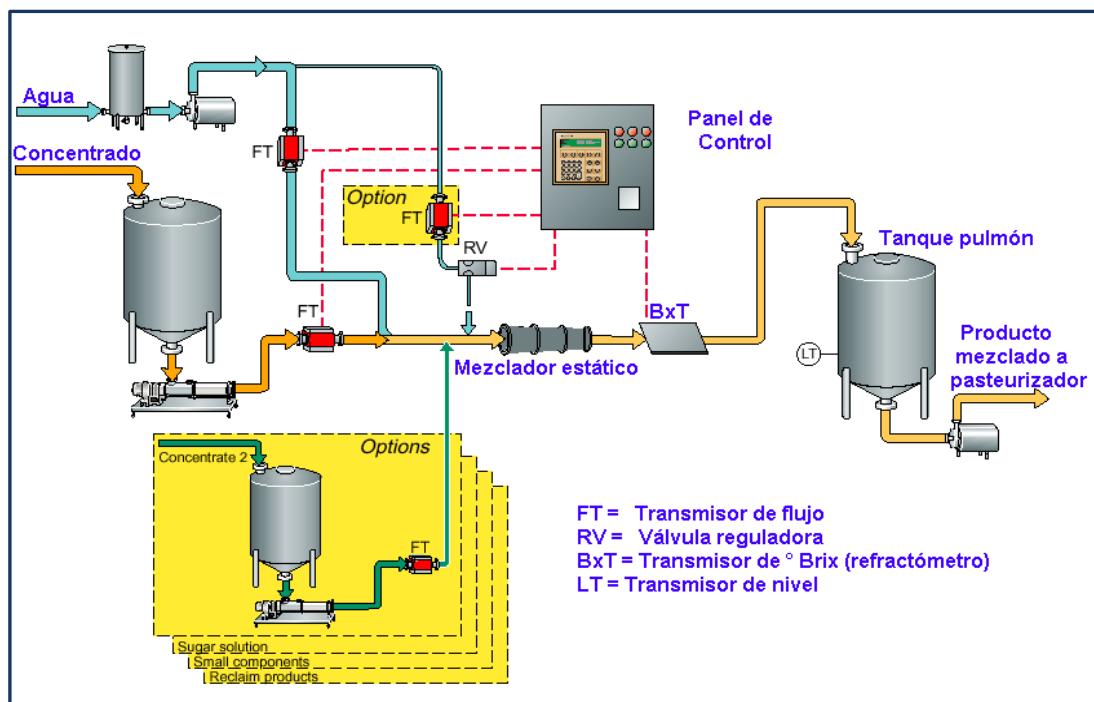 Agua
Concentrado
FT
Option
FT
RV
Panel de
Control
FT
BxT
Mezclador estático
Tanque pulmón
LT
Producto
mezclado a
pasteurizador
Options
Concentrate 2
FT
Sugar solution
Small components
Reclaim products
FT = Transmisor de flujo
RV = Válvula reguladora
BxT = Transmisor de ° Brix (refractómetro)
LT = Transmisor de nivel